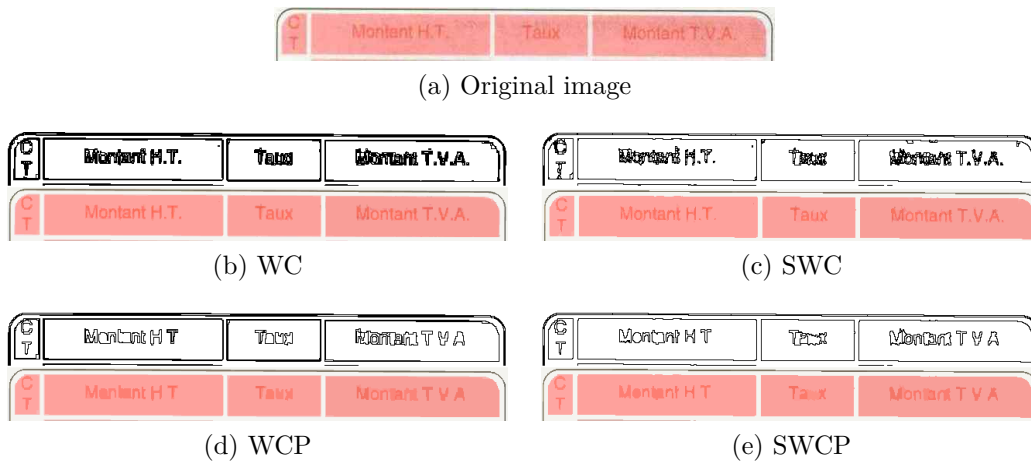 C T Montant H.T. Taux Montant T.V.A.
(a) Original image
C T Montant H.T. Taux Montant T.V.A.
C T Montant H.T. Taux Montant T.V.A.
(b) WC
C T Montant H.T. Taux Montant T.V.A.
C T Montant H.T. Taux Montant T.V.A.
(c) SWC
C T Montant H T Taux Montant T V A
C T Montant H T Taux Montant T V A
(d) WCP
C T Montant H T Taux Montant T V A
C T Montant H T Taux Montant T V A
(e) SWCP